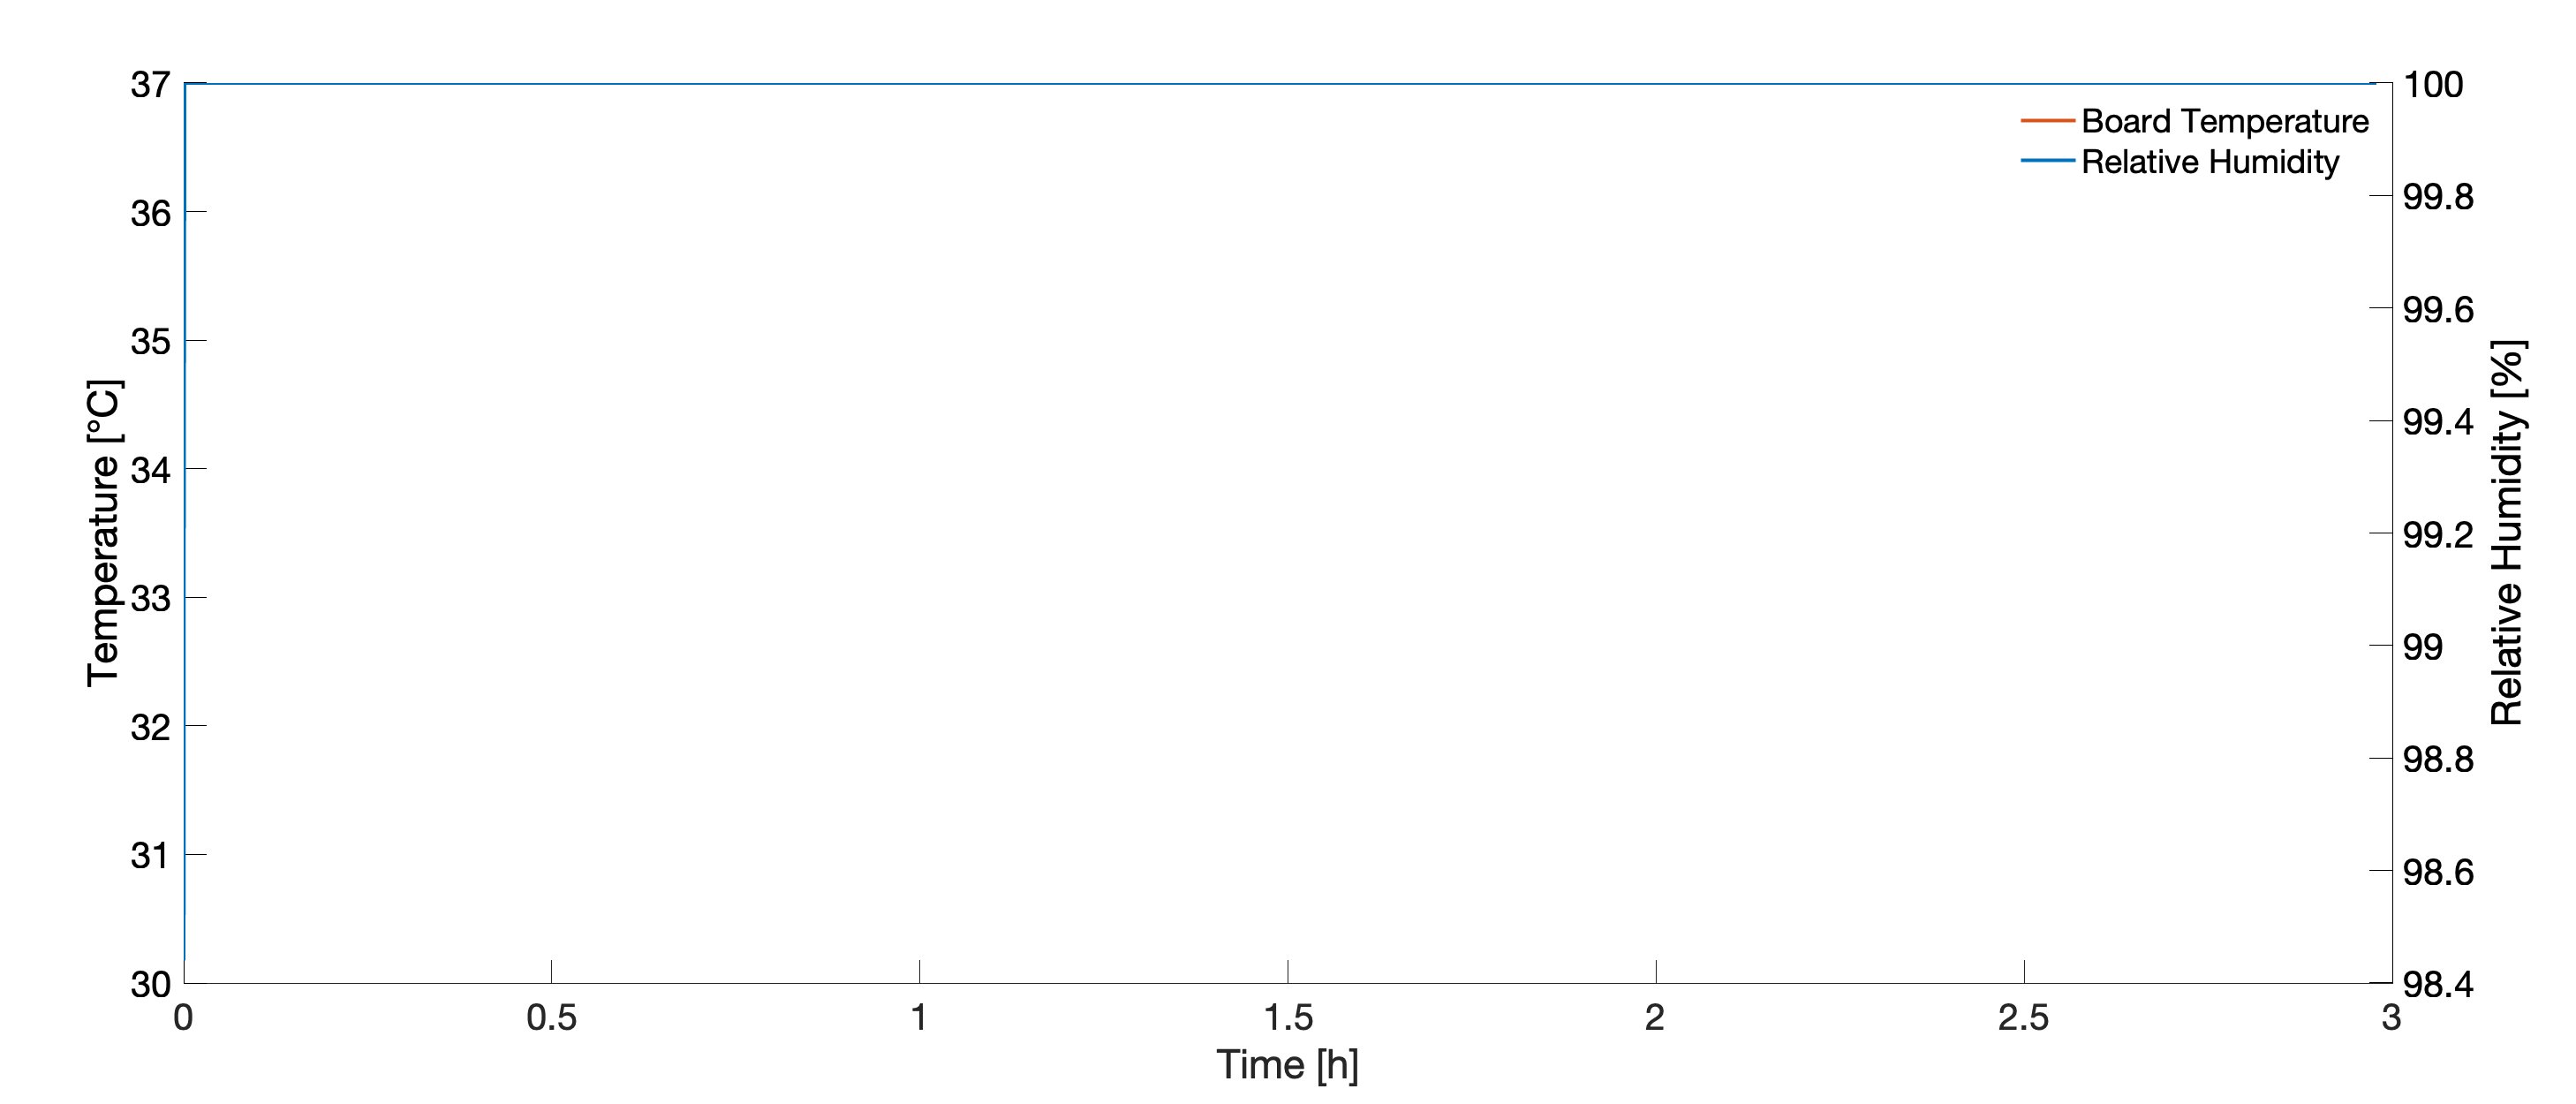 37
36
35
34
33
32
31
30
Temperature [°C]
100
99.8
99.6
99.4
99.2
99
98.8
98.6
98.4
Relative Humidity [%]
Board Temperature
Relative Humidity
0 0.5 1 1.5 2 2.5 3
Time [h]